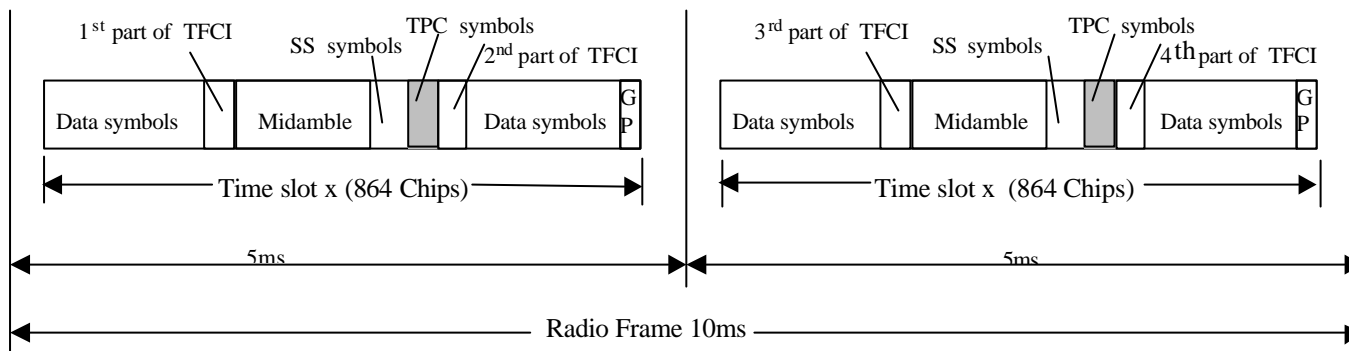 1st part of TFCI
SS symbols
TPC symbols
2nd part of TFCI
3rd part of TFCI
SS symbols
TPC symbols
4th part of TFCI
Data symbols
Midamble
Data symbols
G
P
Data symbols
Midamble
Data symbols
G
P
Time slot x (864 Chips)
Time slot x (864 Chips)
5ms
5ms
Radio Frame 10ms